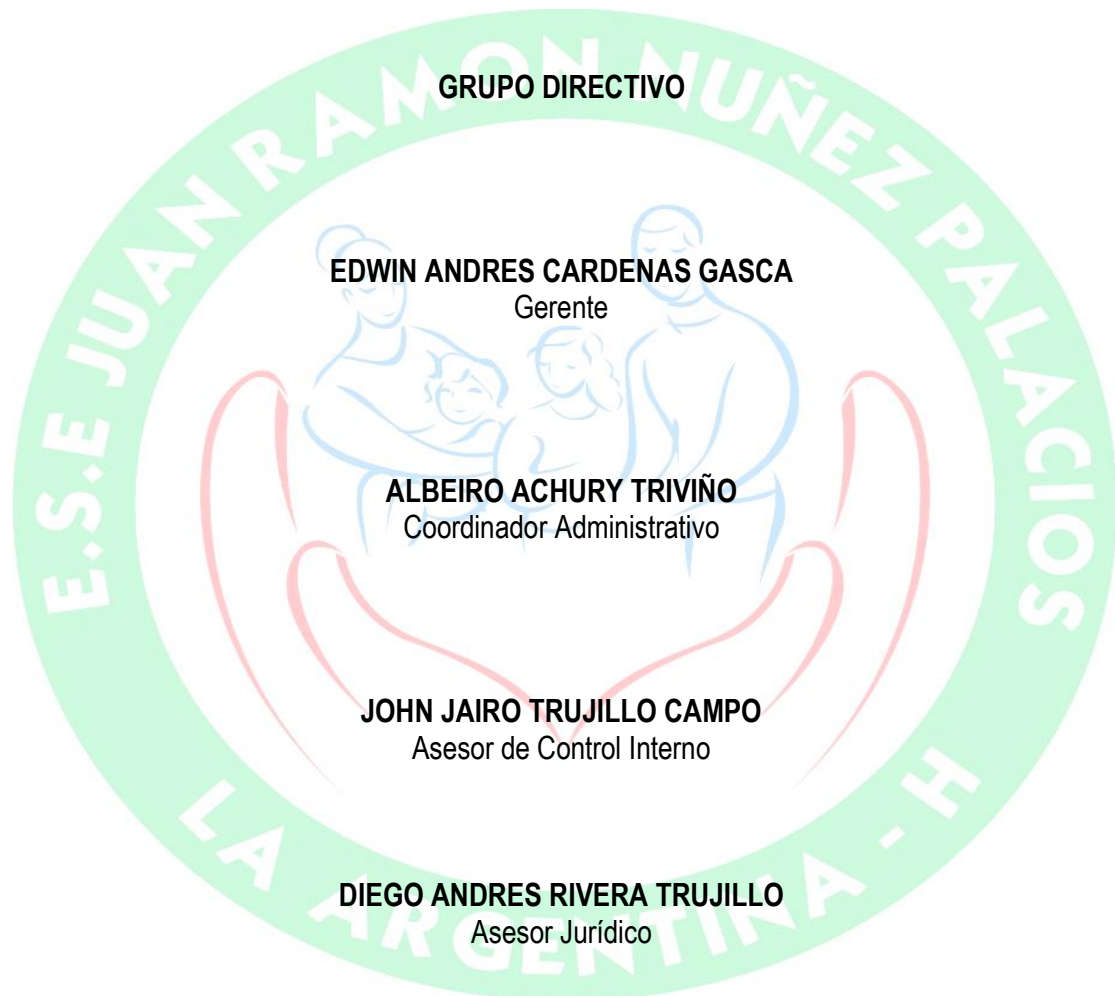 GRUPO DIRECTIVO
EDWIN ANDRES CARDENAS GASCA
Gerente
ALBEIRO ACHURY TRIVIÑO
Coordinador Administrativo
JOHN JAIRO TRUJILLO CAMPO
Asesor de Control Interno
DIEGO ANDRES RIVERA TRUJILLO
Asesor Jurídico
E.S.E JUAN RAMON NUÑEZ PALACIOS
LA ARGENTINA - H